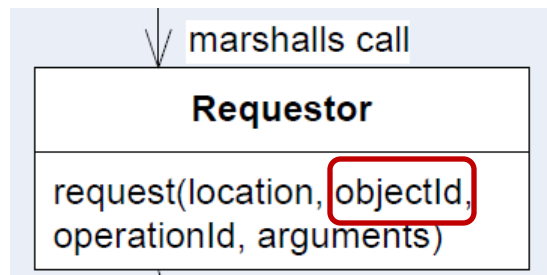 marshalls call
Requestor
request(location, objectId,
operationId, arguments)